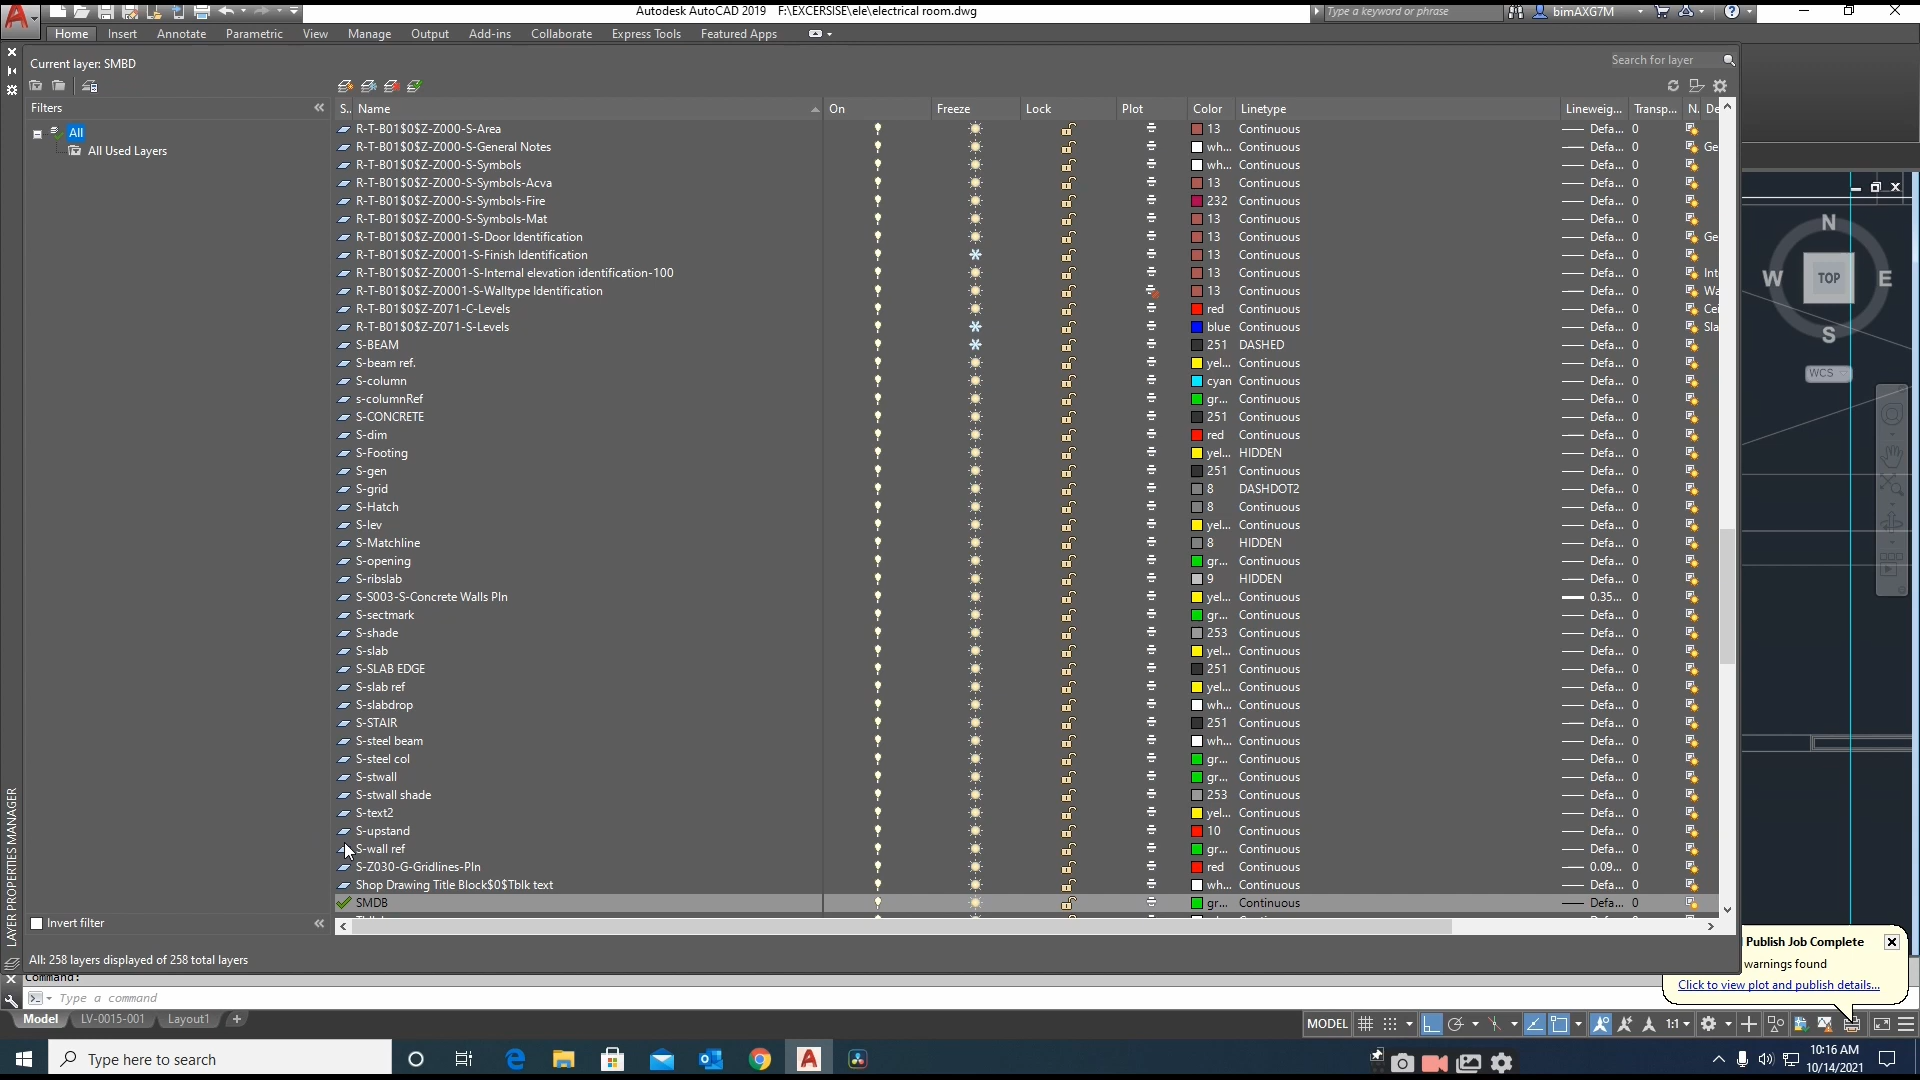 Autodesk AutoCAD 2019 F:\EXCERSISE\ele\electrical room.dwg
Type a keyword or phrase
bimAXG7M
Home Insert Annotate Parametric View Manage Output Add-ins Collaborate Express Tools Featured Apps
Current layer: SMBD
Search for layer
Filters
S.. Name On Freeze Lock Plot Color Linetype Lineweig... Transp... N. De
All
All Used Layers
R-T-B01$0$Z-Z000-S-Area 13 Continuous Defa... 0
R-T-B01$0$Z-Z000-S-General Notes wh... Continuous Defa... 0 Ge
R-T-B01$0$Z-Z000-S-Symbols wh... Continuous Defa... 0
R-T-B01$0$Z-Z000-S-Symbols-Acva 13 Continuous Defa... 0
R-T-B01$0$Z-Z000-S-Symbols-Fire 232 Continuous Defa... 0
R-T-B01$0$Z-Z000-S-Symbols-Mat 13 Continuous Defa... 0
R-T-B01$0$Z-Z0001-S-Door Identification 13 Continuous Defa... 0 Ge
R-T-B01$0$Z-Z0001-S-Finish Identification 13 Continuous Defa... 0
R-T-B01$0$Z-Z0001-S-Internal elevation identification-100 13 Continuous Defa... 0 Int
R-T-B01$0$Z-Z0001-S-Walltype Identification 13 Continuous Defa... 0 Wa
R-T-B01$0$Z-Z071-C-Levels red Continuous Defa... 0 Cei
R-T-B01$0$Z-Z071-S-Levels blue Continuous Defa... 0 Sla
S-BEAM 251 DASHED Defa... 0
S-beam ref. yel... Continuous Defa... 0
S-column cyan Continuous Defa... 0
s-columnRef gr... Continuous Defa... 0
S-CONCRETE 251 Continuous Defa... 0
S-dim red Continuous Defa... 0
S-Footing yel... HIDDEN Defa... 0
S-gen 251 Continuous Defa... 0
S-grid 8 DASHDOT2 Defa... 0
S-Hatch 8 Continuous Defa... 0
S-lev yel... Continuous Defa... 0
S-Matchline 8 HIDDEN Defa... 0
S-opening gr... Continuous Defa... 0
S-ribslab 9 HIDDEN Defa... 0
S-S003-S-Concrete Walls Pln yel... Continuous 0.35... 0
S-sectmark gr... Continuous Defa... 0
S-shade 253 Continuous Defa... 0
S-slab yel... Continuous Defa... 0
S-SLAB EDGE 251 Continuous Defa... 0
S-slab ref yel... Continuous Defa... 0
S-slabdrop wh... Continuous Defa... 0
S-STAIR 251 Continuous Defa... 0
S-steel beam wh... Continuous Defa... 0
S-steel col gr... Continuous Defa... 0
S-stwall gr... Continuous Defa... 0
S-stwall shade 253 Continuous Defa... 0
S-text2 yel... Continuous Defa... 0
S-upstand 10 Continuous Defa... 0
S-wall ref gr... Continuous Defa... 0
S-Z030-G-Gridlines-Pln red Continuous 0.09... 0
Shop Drawing Title Block$0$Tblk text wh... Continuous Defa... 0
SMDB gr... Continuous Defa... 0
Invert filter
All: 258 layers displayed of 258 total layers
LAYER PROPERTIES MANAGER
N
W TOP E
S
WCS
Publish Job Complete
warnings found
Click to view plot and publish details...
Command:
Type a command
Model LV-0015-001 Layout1
MODEL 1:1
Type here to search
10:16 AM
10/14/2021